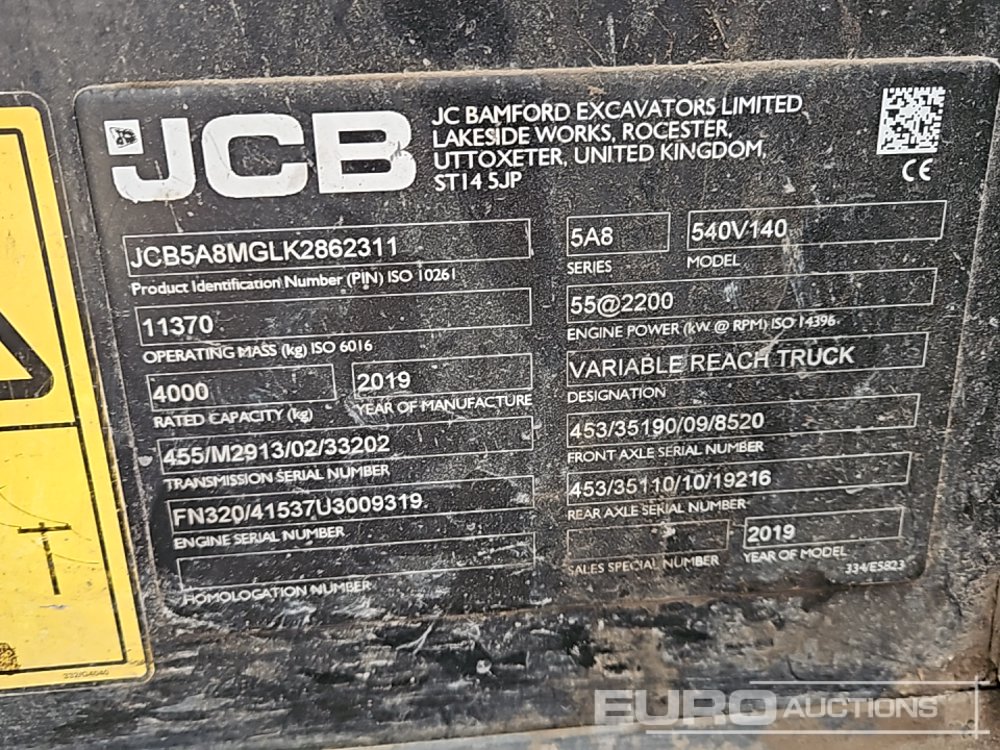 JCB
JC BAMFORD EXCAVATORS LIMITED
LAKESIDE WORKS, ROCESTER,
UTTOXETER, UNITED KINGDOM,
ST14 5JP
CE
JCB5A8MGLK2862311
Product Identification Number (PIN) ISO 10261
11370
OPERATING MASS (kg) ISO 6016
4000
RATED CAPACITY (kg)
2019
YEAR OF MANUFACTURE
455/M2913/02/33202
TRANSMISSION SERIAL NUMBER
FN320/41537U3009319
ENGINE SERIAL NUMBER
HOMOLOGATION NUMBER
5A8
SERIES
540V140
MODEL
55@2200
ENGINE POWER (kW @ RPM) ISO 14396
VARIABLE REACH TRUCK
DESIGNATION
453/35190/09/8520
FRONT AXLE SERIAL NUMBER
453/35110/10/19216
REAR AXLE SERIAL NUMBER
SALES SPECIAL NUMBER
2019
YEAR OF MODEL
334/E5823
332/G4040
EURO AUCTIONS